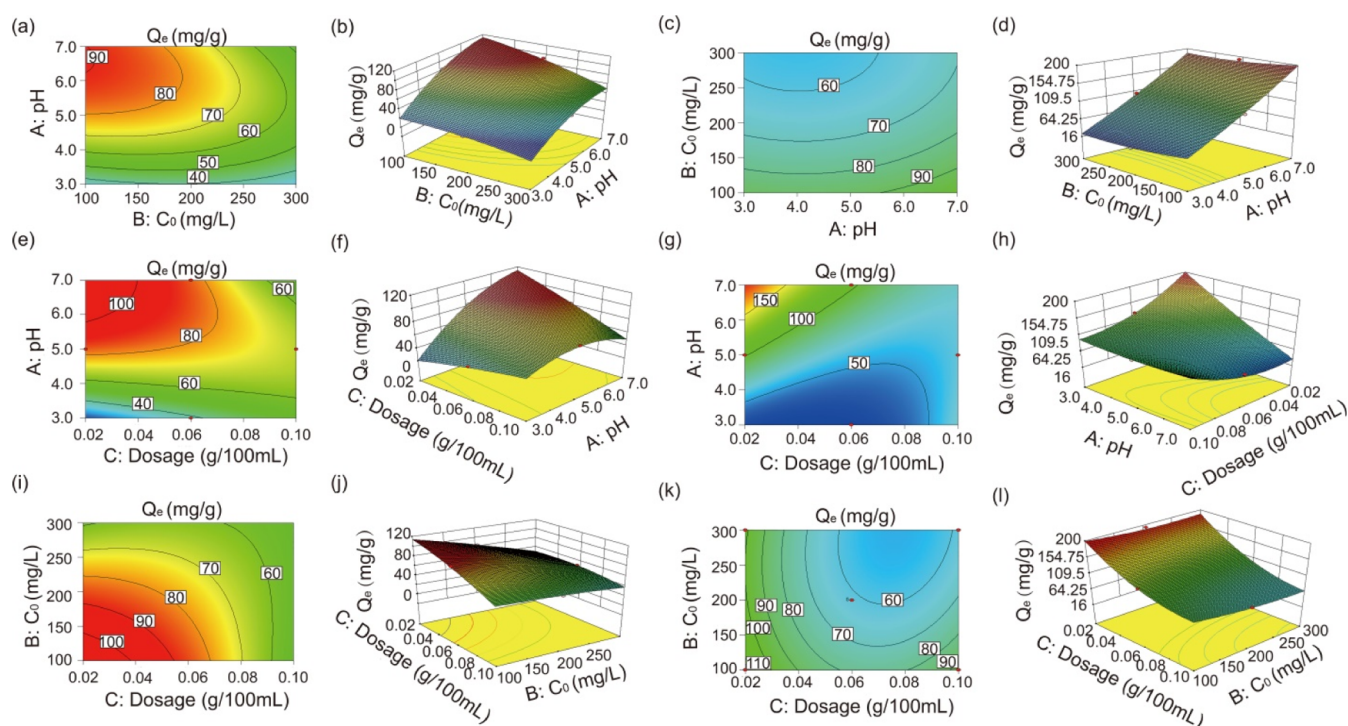 (a)
Qe (mg/g)
7.0
6.0
5.0
4.0
3.0
A: pH
90
80
70
60
50
40
100 150 200 250 300
B: C0 (mg/L)
(b)
Qe (mg/g)
120
80
40
0
100
150
200
250
300
B: C0(mg/L)
3.0
4.0
5.0
6.0
7.0
A: pH
(c)
Qe (mg/g)
300
250
200
150
100
B: C0 (mg/L)
60
70
80
90
3.0 4.0 5.0 6.0 7.0
A: pH
(d)
Qe (mg/g)
200
154.75
109.5
64.25
16
300
250
200
150
100
B: C0 (mg/L)
3.0
4.0
5.0
6.0
7.0
A: pH
(e)
Qe (mg/g)
7.0
6.0
5.0
4.0
3.0
A: pH
60
100
80
60
40
0.02 0.04 0.06 0.08 0.10
C: Dosage (g/100mL)
(f)
Qe (mg/g)
120
80
40
0
0.02
0.04
0.06
0.08
0.10
C: Dosage (g/100mL)
3.0
4.0
5.0
6.0
7.0
A: pH
(g)
Qe (mg/g)
7.0
6.0
5.0
4.0
3.0
A: pH
150
100
50
0.02 0.04 0.06 0.08 0.10
C: Dosage (g/100mL)
(h)
Qe (mg/g)
200
154.75
109.5
64.25
16
3.0
4.0
5.0
6.0
7.0
A: pH
0.10
0.08
0.06
0.04
0.02
C: Dosage (g/100mL)
(i)
Qe (mg/g)
300
250
200
150
100
B: C0 (mg/L)
60
70
80
90
100
0.02 0.04 0.06 0.08 0.10
C: Dosage (g/100mL)
(j)
Qe (mg/g)
120
80
40
0
0.02
0.04
0.06
0.08
0.10
C: Dosage (g/100mL)
100
150
200
250
300
B: C0 (mg/L)
(k)
Qe (mg/g)
300
250
200
150
100
B: C0 (mg/L)
90
80
60
100
70
110
80
90
0.02 0.04 0.06 0.08 0.10
C: Dosage (g/100mL)
(l)
Qe (mg/g)
200
154.75
109.5
64.25
16
0.02
0.04
0.06
0.08
0.10
C: Dosage (g/100mL)
100
150
200
250
300
B: C0 (mg/L)